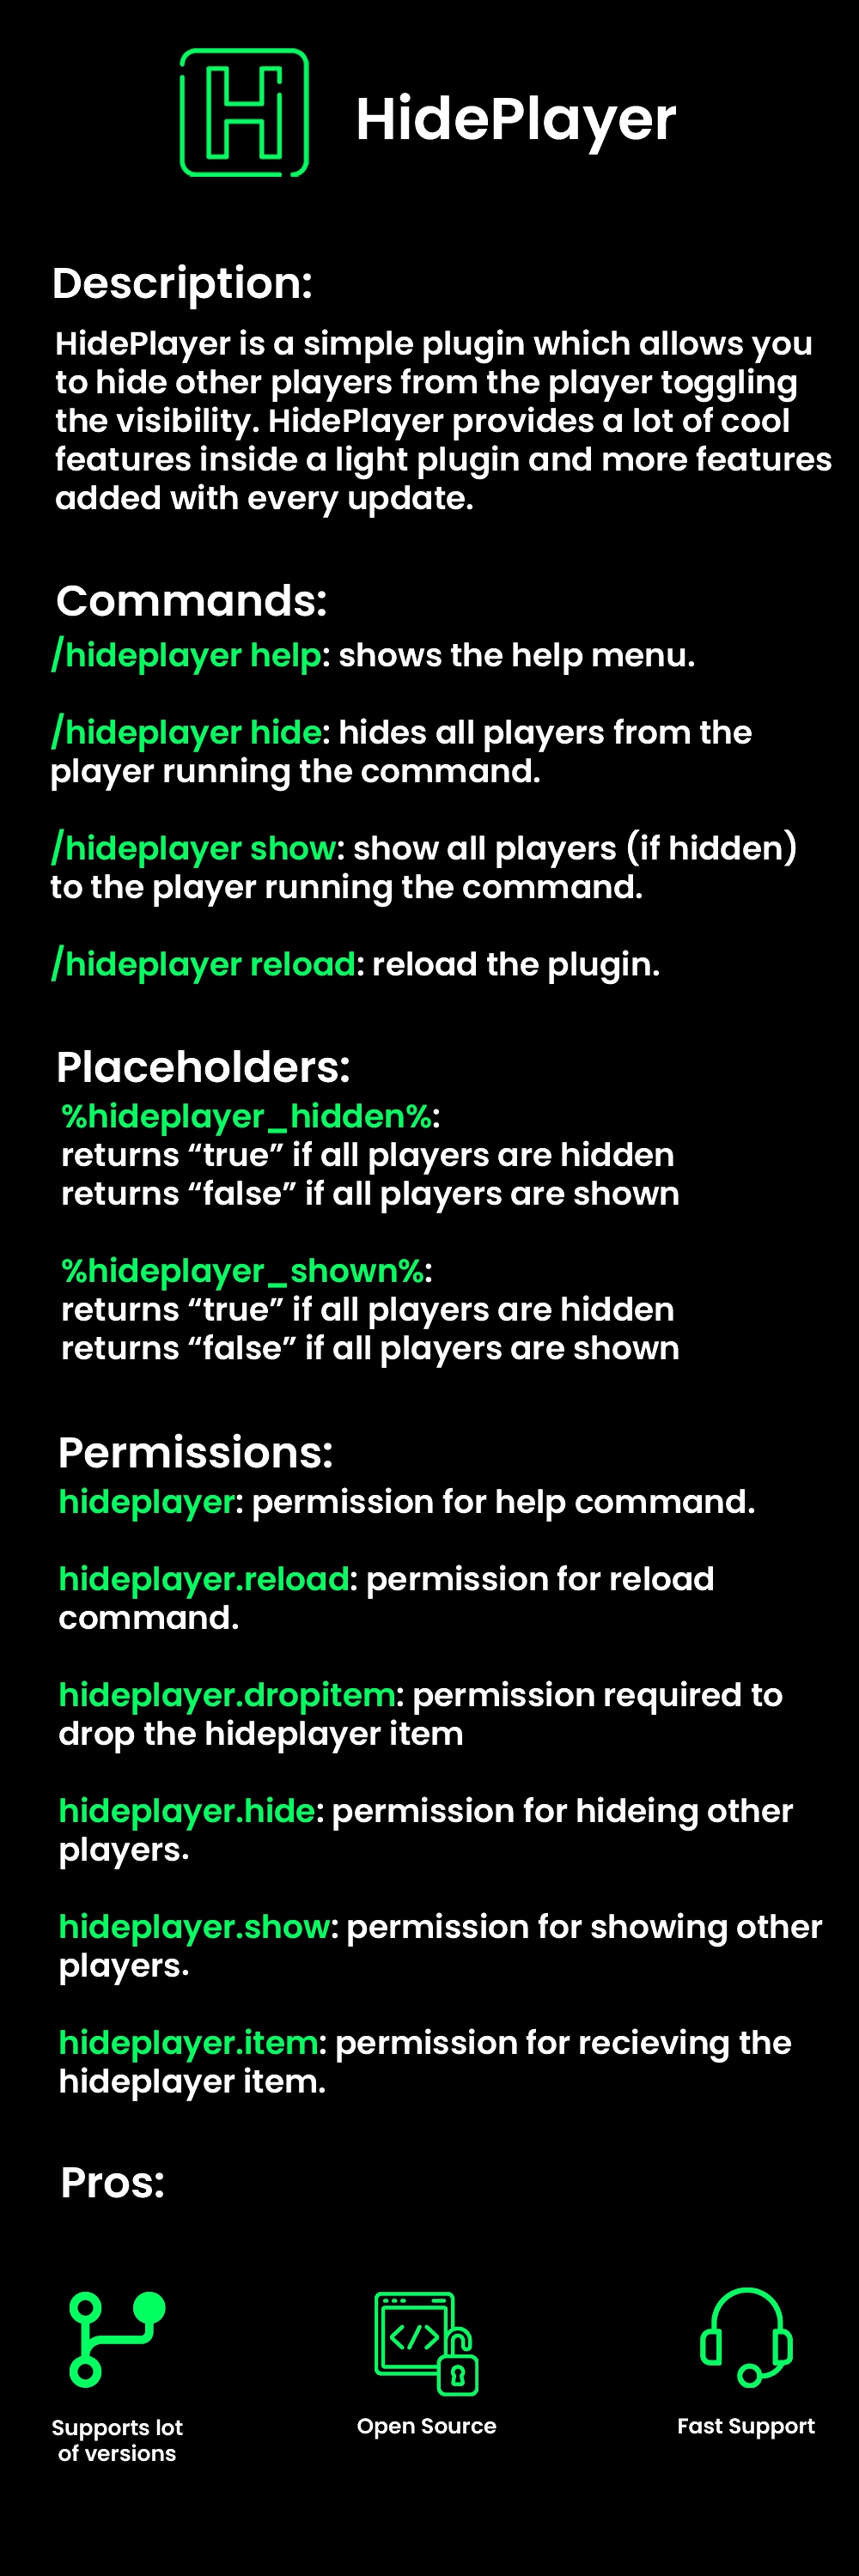 H
HidePlayer
Description:
HidePlayer is a simple plugin which allows you
to hide other players from the player toggling
the visibility. HidePlayer provides a lot of cool
features inside a light plugin and more features
added with every update.
Commands:
/hideplayer help: shows the help menu.
/hideplayer hide: hides all players from the
player running the command.
/hideplayer show: show all players (if hidden)
to the player running the command.
/hideplayer reload: reload the plugin.
Placeholders:
%hideplayer_hidden%:
returns “true” if all players are hidden
returns “false” if all players are shown
%hideplayer_shown%:
returns “true” if all players are hidden
returns “false” if all players are shown
Permissions:
hideplayer: permission for help command.
hideplayer.reload: permission for reload
command.
hideplayer.dropitem: permission required to
drop the hideplayer item
hideplayer.hide: permission for hideing other
players.
hideplayer.show: permission for showing other
players.
hideplayer.item: permission for recieving the
hideplayer item.
Pros:
Supports lot
of versions
Open Source
Fast Support